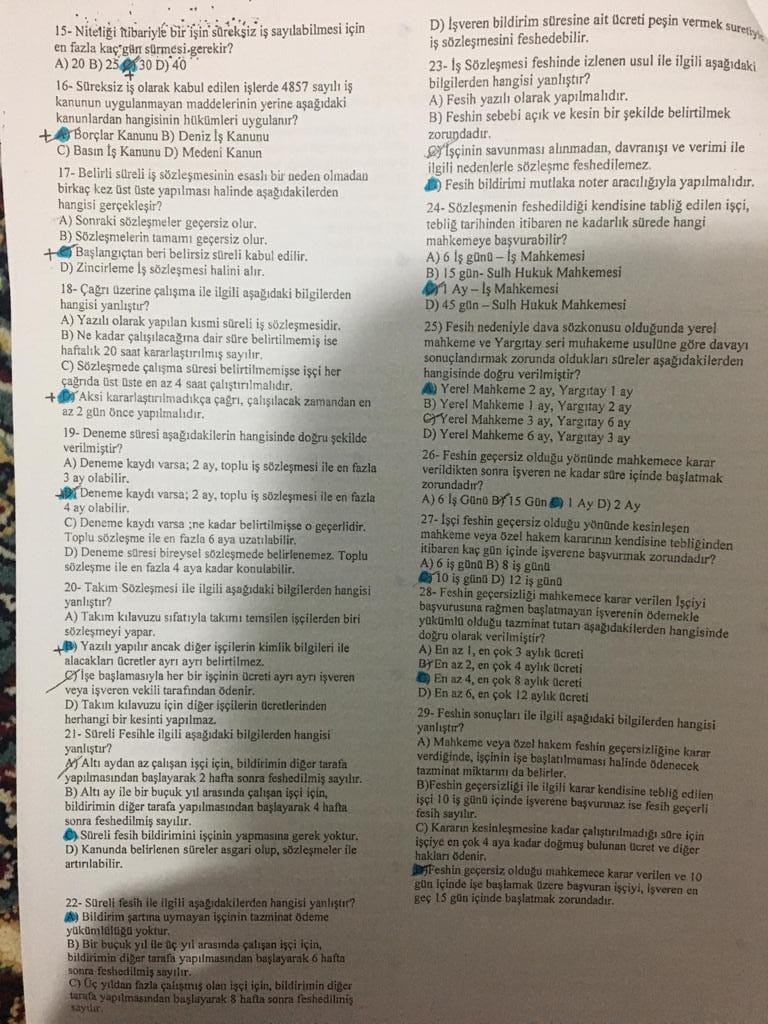 15- Niteliği itibariyle bir işin süreksiz iş sayılabilmesi için
en fazla kaç gün sürmesi gerekir?
A) 20 B) 25 C) 30 D) 40
16- Süreksiz iş olarak kabul edilen işlerde 4857 sayılı iş
kanunun uygulanmayan maddelerinin yerine aşağıdaki
kanunlardan hangisinin hükümleri uygulanır?
A) Borçlar Kanunu B) Deniz İş Kanunu
C) Basın İş Kanunu D) Medeni Kanun
17- Belirli süreli iş sözleşmesinin esaslı bir neden olmadan
birkaç kez üst üste yapılması halinde aşağıdakilerden
hangisi gerçekleşir?
A) Sonraki sözleşmeler geçersiz olur.
B) Sözleşmelerin tamamı geçersiz olur.
C) Başlangıçtan beri belirsiz süreli kabul edilir.
D) Zincirleme İş sözleşmesi halini alır.
18- Çağrı üzerine çalışma ile ilgili aşağıdaki bilgilerden
hangisi yanlıştır?
A) Yazılı olarak yapılan kısmi süreli iş sözleşmesidir.
B) Ne kadar çalışılacağına dair süre belirtilmemiş ise
haftalık 20 saat kararlaştırılmış sayılır.
C) Sözleşmede çalışma süresi belirtilmemişse işçi her
çağrıda üst üste en az 4 saat çalıştırılmalıdır.
D) Aksi kararlaştırılmadıkça çağrı, çalışılacak zamandan en
az 2 gün önce yapılmalıdır.
19- Deneme süresi aşağıdakilerin hangisinde doğru şekilde
verilmiştir?
A) Deneme kaydı varsa; 2 ay, toplu iş sözleşmesi ile en fazla
3 ay olabilir.
B) Deneme kaydı varsa; 2 ay, toplu iş sözleşmesi ile en fazla
4 ay olabilir.
C) Deneme kaydı varsa ;ne kadar belirtilmişse o geçerlidir.
Toplu sözleşme ile en fazla 6 aya uzatılabilir.
D) Deneme süresi bireysel sözleşmede belirlenemez. Toplu
sözleşme ile en fazla 4 aya kadar konulabilir.
20- Takım Sözleşmesi ile ilgili aşağıdaki bilgilerden hangisi
yanlıştır?
A) Takım kılavuzu sıfatıyla takımı temsilen işçilerden biri
sözleşmeyi yapar.
B) Yazılı yapılır ancak diğer işçilerin kimlik bilgileri ile
alacakları ücretler ayrı ayrı belirtilmez.
C) İşe başlamasıyla her bir işçinin ücreti ayrı ayrı işveren
veya işveren vekili tarafından ödenir.
D) Takım kılavuzu için diğer işçilerin ücretlerinden
herhangi bir kesinti yapılmaz.
21- Süreli Fesihle ilgili aşağıdaki bilgilerden hangisi
yanlıştır?
A) Altı aydan az çalışan işçi için, bildirimin diğer tarafa
yapılmasından başlayarak 2 hafta sonra feshedilmiş sayılır.
B) Altı ay ile bir buçuk yıl arasında çalışan işçi için,
bildirimin diğer tarafa yapılmasından başlayarak 4 hafta
sonra feshedilmiş sayılır.
C) Süreli fesih bildirimini işçinin yapmasına gerek yoktur.
D) Kanunda belirlenen süreler asgari olup, sözleşmeler ile
artırılabilir.
22- Süreli fesih ile ilgili aşağıdakilerden hangisi yanlıştır?
A) Bildirim şartına uymayan işçinin tazminat ödeme
yükümlülüğü yoktur.
B) Bir buçuk yıl ile üç yıl arasında çalışan işçi için,
bildirimin diğer tarafa yapılmasından başlayarak 6 hafta
sonra feshedilmiş sayılır.
C) Üç yıldan fazla çalışmış olan işçi için, bildirimin diğer
tarafa yapılmasından başlayarak 8 hafta sonra feshedilmiş
sayılır.
D) İşveren bildirim süresine ait ücreti peşin vermek suretiyle
iş sözleşmesini feshedebilir.
23- İş Sözleşmesi feshinde izlenen usul ile ilgili aşağıdaki
bilgilerden hangisi yanlıştır?
A) Fesih yazılı olarak yapılmalıdır.
B) Feshin sebebi açık ve kesin bir şekilde belirtilmek
zorundadır.
C) İşçinin savunması alınmadan, davranışı ve verimi ile
ilgili nedenlerle sözleşme feshedilemez.
D) Fesih bildirimi mutlaka noter aracılığıyla yapılmalıdır.
24- Sözleşmenin feshedildiği kendisine tebliğ edilen işçi,
tebliğ tarihinden itibaren ne kadarlık sürede hangi
mahkemeye başvurabilir?
A) 6 İş günü – İş Mahkemesi
B) 15 gün- Sulh Hukuk Mahkemesi
C) 1 Ay – İş Mahkemesi
D) 45 gün – Sulh Hukuk Mahkemesi
25) Fesih nedeniyle dava sözkonusu olduğunda yerel
mahkeme ve Yargıtay seri muhakeme usulüne göre davayı
sonuçlandırmak zorunda oldukları süreler aşağıdakilerden
hangisinde doğru verilmiştir?
A) Yerel Mahkeme 2 ay, Yargıtay 1 ay
B) Yerel Mahkeme 1 ay, Yargıtay 2 ay
C) Yerel Mahkeme 3 ay, Yargıtay 6 ay
D) Yerel Mahkeme 6 ay, Yargıtay 3 ay
26- Feshin geçersiz olduğu yönünde mahkemece karar
verildikten sonra işveren ne kadar süre içinde başlatmak
zorundadır?
A) 6 İş Günü B) 15 Gün C) 1 Ay D) 2 Ay
27- İşçi feshin geçersiz olduğu yönünde kesinleşen
mahkeme veya özel hakem kararının kendisine tebliğinden
itibaren kaç gün içinde işverene başvurmak zorundadır?
A) 6 iş günü B) 8 iş günü
C) 10 iş günü D) 12 iş günü
28- Feshin geçersizliği mahkemece karar verilen İşçiyi
başvurusuna rağmen başlatmayan işverenin ödemekle
yükümlü olduğu tazminat tutarı aşağıdakilerden hangisinde
doğru olarak verilmiştir?
A) En az 1, en çok 3 aylık ücreti
B) En az 2, en çok 4 aylık ücreti
C) En az 4, en çok 8 aylık ücreti
D) En az 6, en çok 12 aylık ücreti
29- Feshin sonuçları ile ilgili aşağıdaki bilgilerden hangisi
yanlıştır?
A) Mahkeme veya özel hakem feshin geçersizliğine karar
verdiğinde, işçinin işe başlatılmaması halinde ödenecek
tazminat miktarını da belirler.
B)Feshin geçersizliği ile ilgili karar kendisine tebliğ edilen
işçi 10 iş günü içinde işverene başvurmaz ise fesih geçerli
fesih sayılır.
C) Kararın kesinleşmesine kadar çalıştırılmadığı süre için
işçiye en çok 4 aya kadar doğmuş bulunan ücret ve diğer
hakları ödenir.
D)Feshin geçersiz olduğu mahkemece karar verilen ve 10
gün içinde işe başlamak üzere başvuran işçiyi, işveren en
geç 15 gün içinde başlatmak zorundadır.